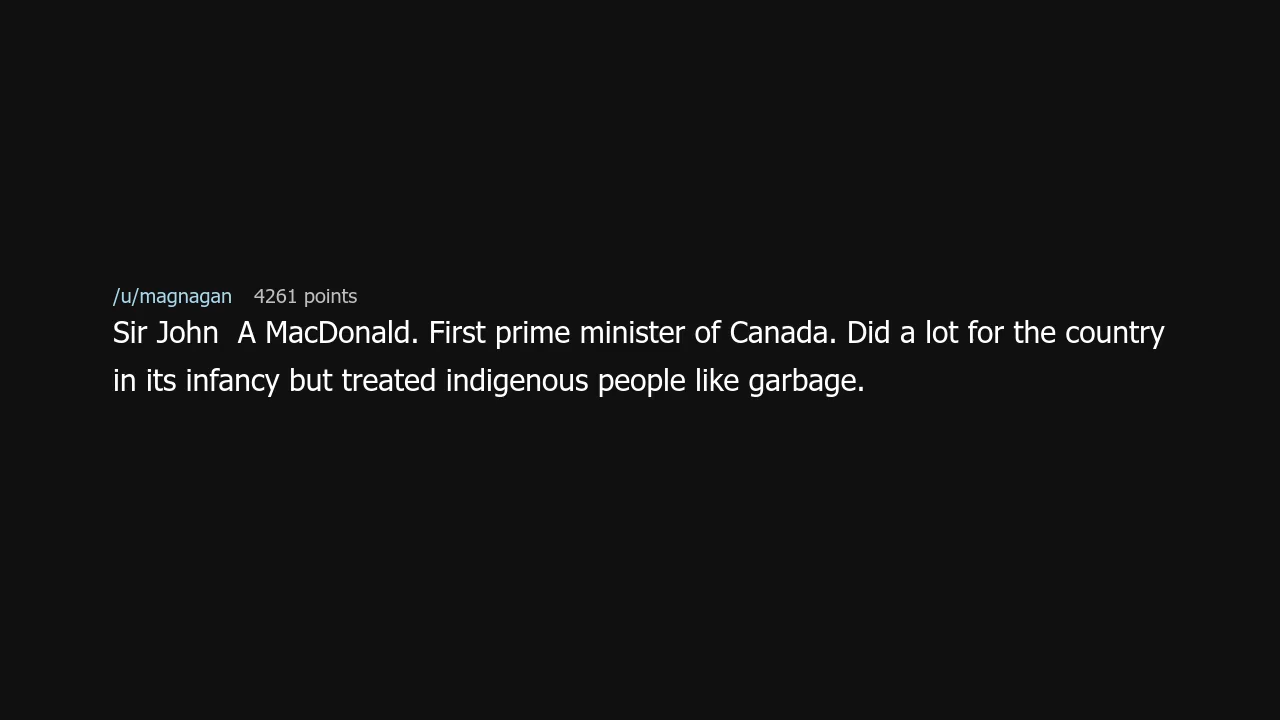 /u/magnagan 4261 points
Sir John  A MacDonald. First prime minister of Canada. Did a lot for the country
in its infancy but treated indigenous people like garbage.